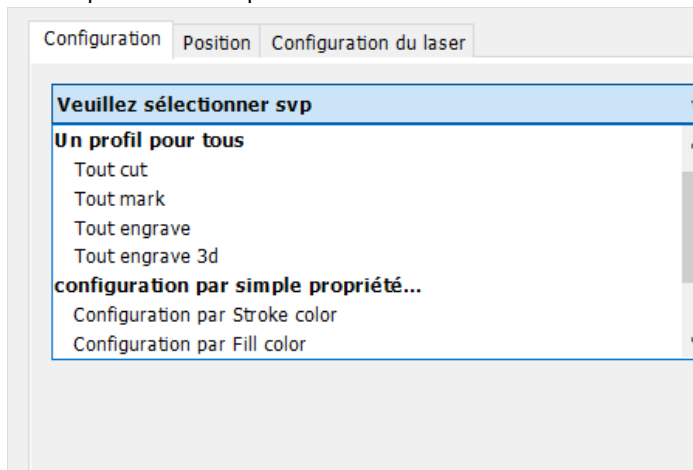 Configuration Position Configuration du laser
Veuillez sélectionner svp
Un profil pour tous
Tout cut
Tout mark
Tout engrave
Tout engrave 3d
configuration par simple propriété...
Configuration par Stroke color
Configuration par Fill color